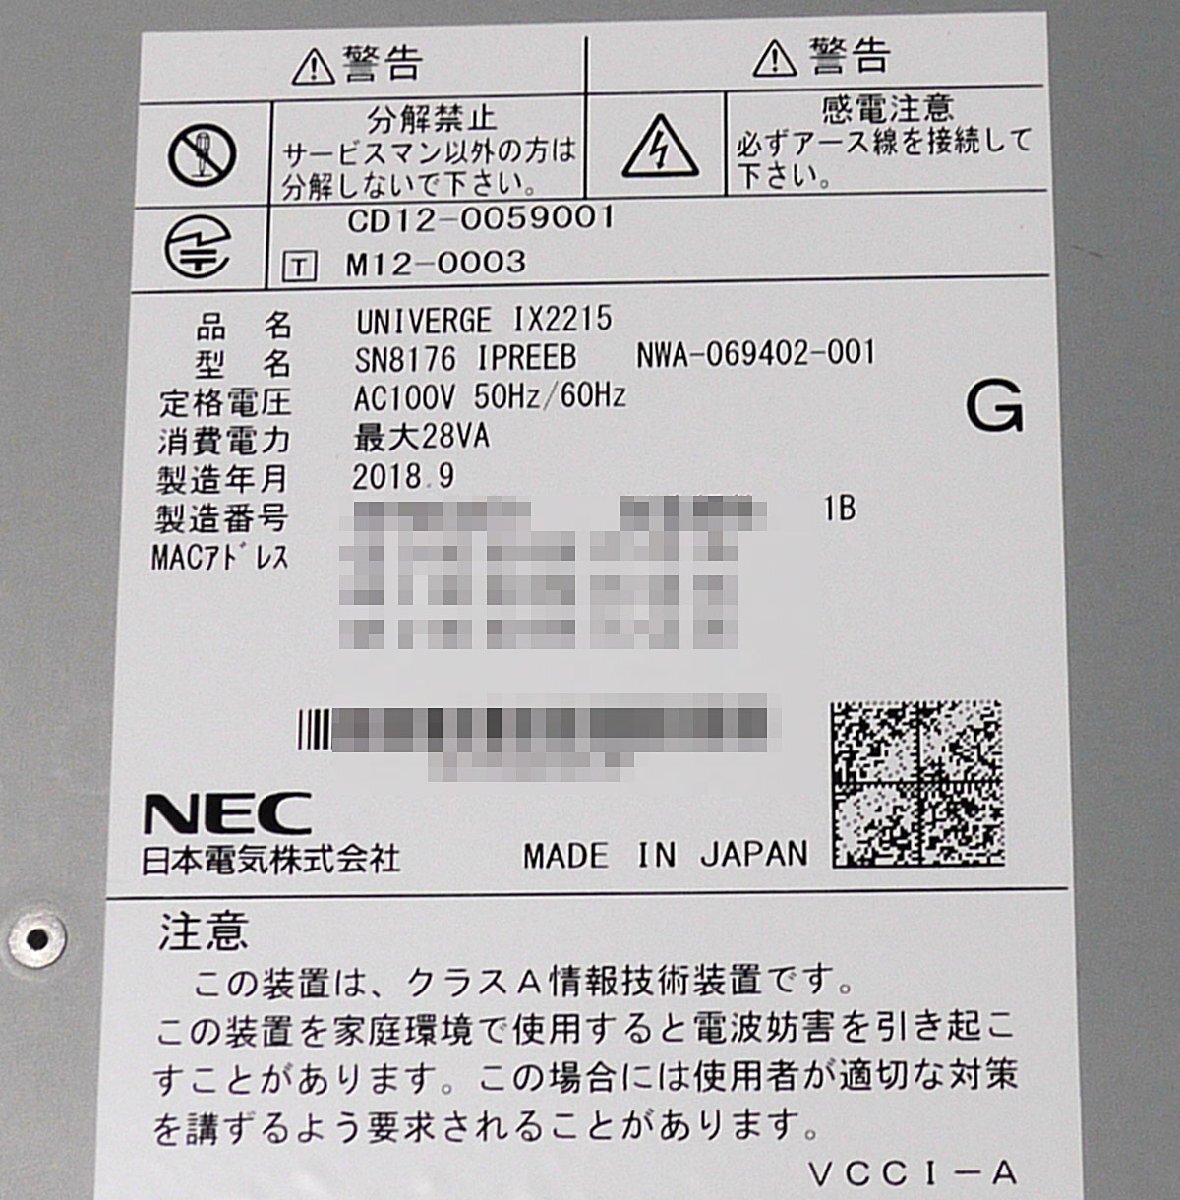 警告
分解禁止
サービスマン以外の方は
分解しないで下さい。
警告
感電注意
必ずアース線を接続して
下さい。
CD12-0059001
T M12-0003
品 名 UNIVERGE IX2215
型 名 SN8176 IPREEB NWA-069402-001
定格電圧 AC100V 50Hz/60Hz
G
消費電力 最大28VA
製造年月 2018.9
製造番号 1B
MACアドレス
NEC
日本電気株式会社 MADE IN JAPAN
注意
この装置は、クラスA情報技術装置です。
この装置を家庭環境で使用すると電波妨害を引き起こ
すことがあります。この場合には使用者が適切な対策
を講ずるよう要求されることがあります。
VCCI-A